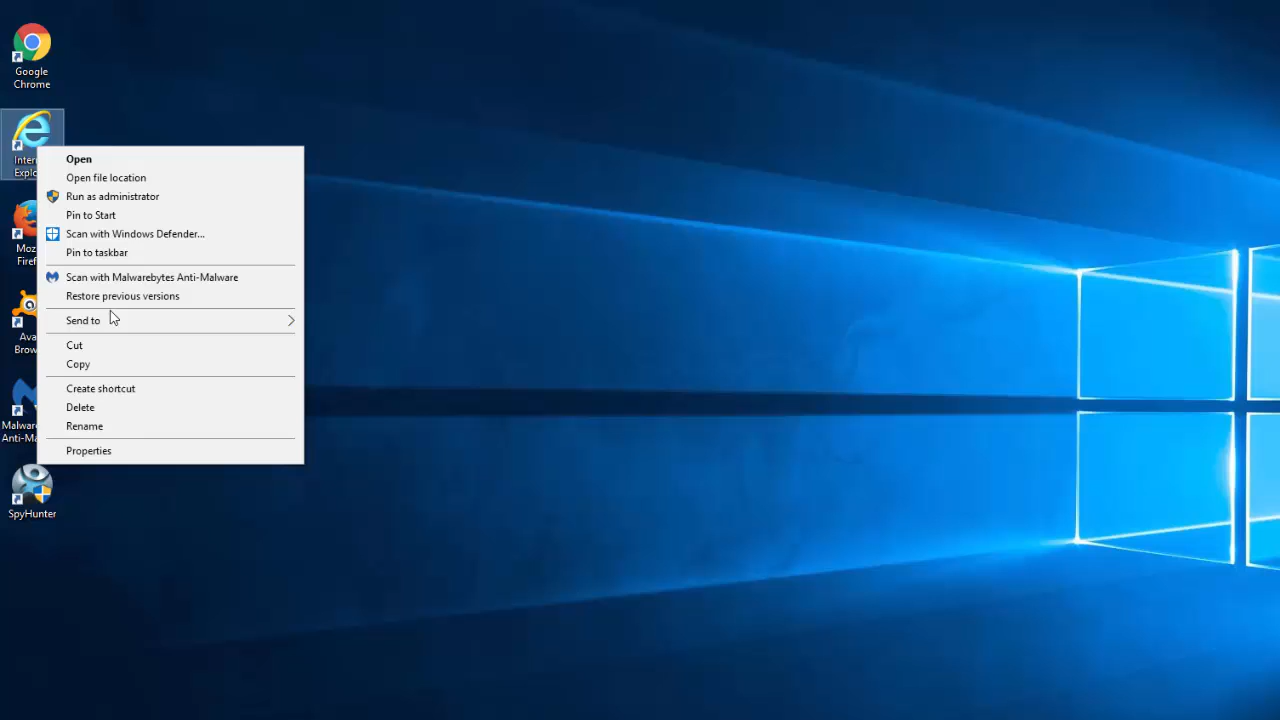 Google
Chrome
Open
Open file location
Run as administrator
Pin to Start
Scan with Windows Defender...
Pin to taskbar
Scan with Malwarebytes Anti-Malware
Restore previous versions
Send to
Cut
Copy
Create shortcut
Delete
Rename
Properties
SpyHunter